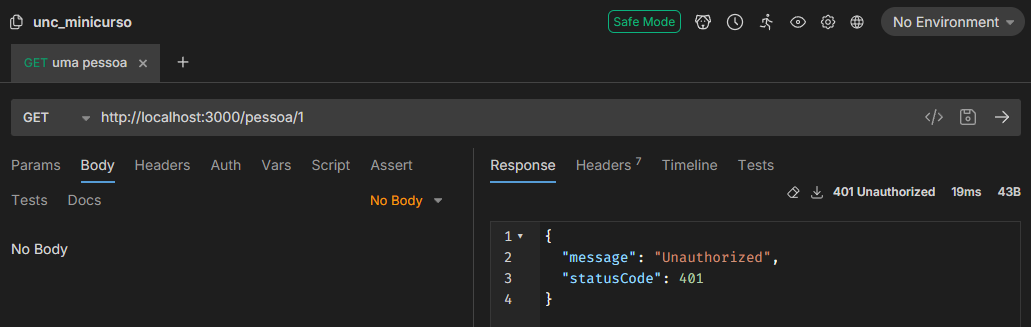 unc_minicurso
Safe Mode
No Environment
GET uma pessoa
GET
http://localhost:3000/pessoa/1
Params Body Headers Auth Vars Script Assert
Tests Docs
No Body
No Body
Response Headers 7 Timeline Tests
401 Unauthorized 19ms 43B
1 {
2 "message": "Unauthorized",
3 "statusCode": 401
4 }